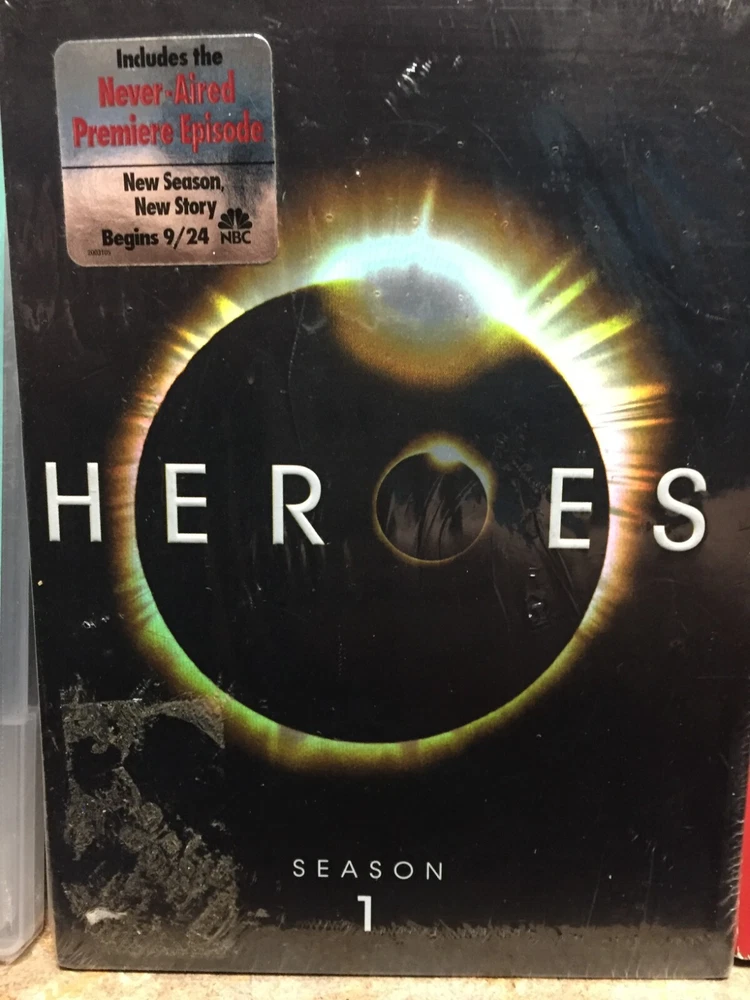 Includes the
Never-Aired
Premiere Episode
New Season,
New Story
Begins 9/24 NBC
HEROES
SEASON
1